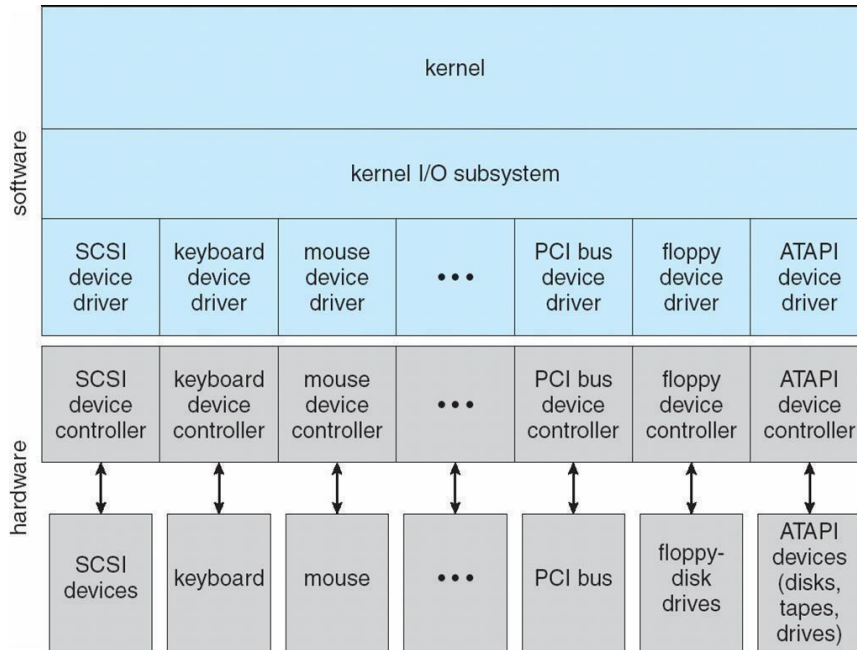 kernel
kernel I/O subsystem
software
SCSI
device
driver
keyboard
device
driver
mouse
device
driver
•••
PCI bus
device
driver
floppy
device
driver
ATAPI
device
driver
hardware
SCSI
device
controller
keyboard
device
controller
mouse
device
controller
•••
PCI bus
device
controller
floppy
device
controller
ATAPI
device
controller
SCSI
devices
keyboard
mouse
•••
PCI bus
floppy-
disk
drives
ATAPI
devices
(disks,
tapes,
drives)